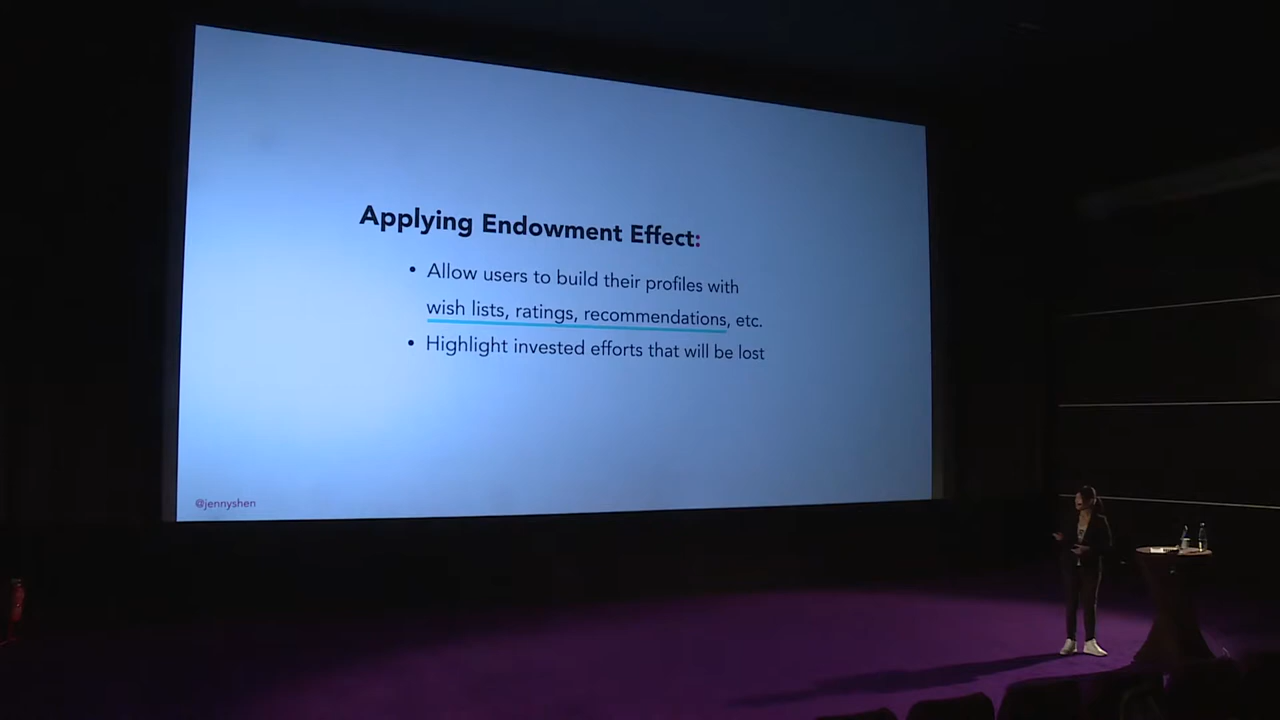 Applying Endowment Effect:
• Allow users to build their profiles with
wish lists, ratings, recommendations, etc.
• Highlight invested efforts that will be lost
@jennyshen